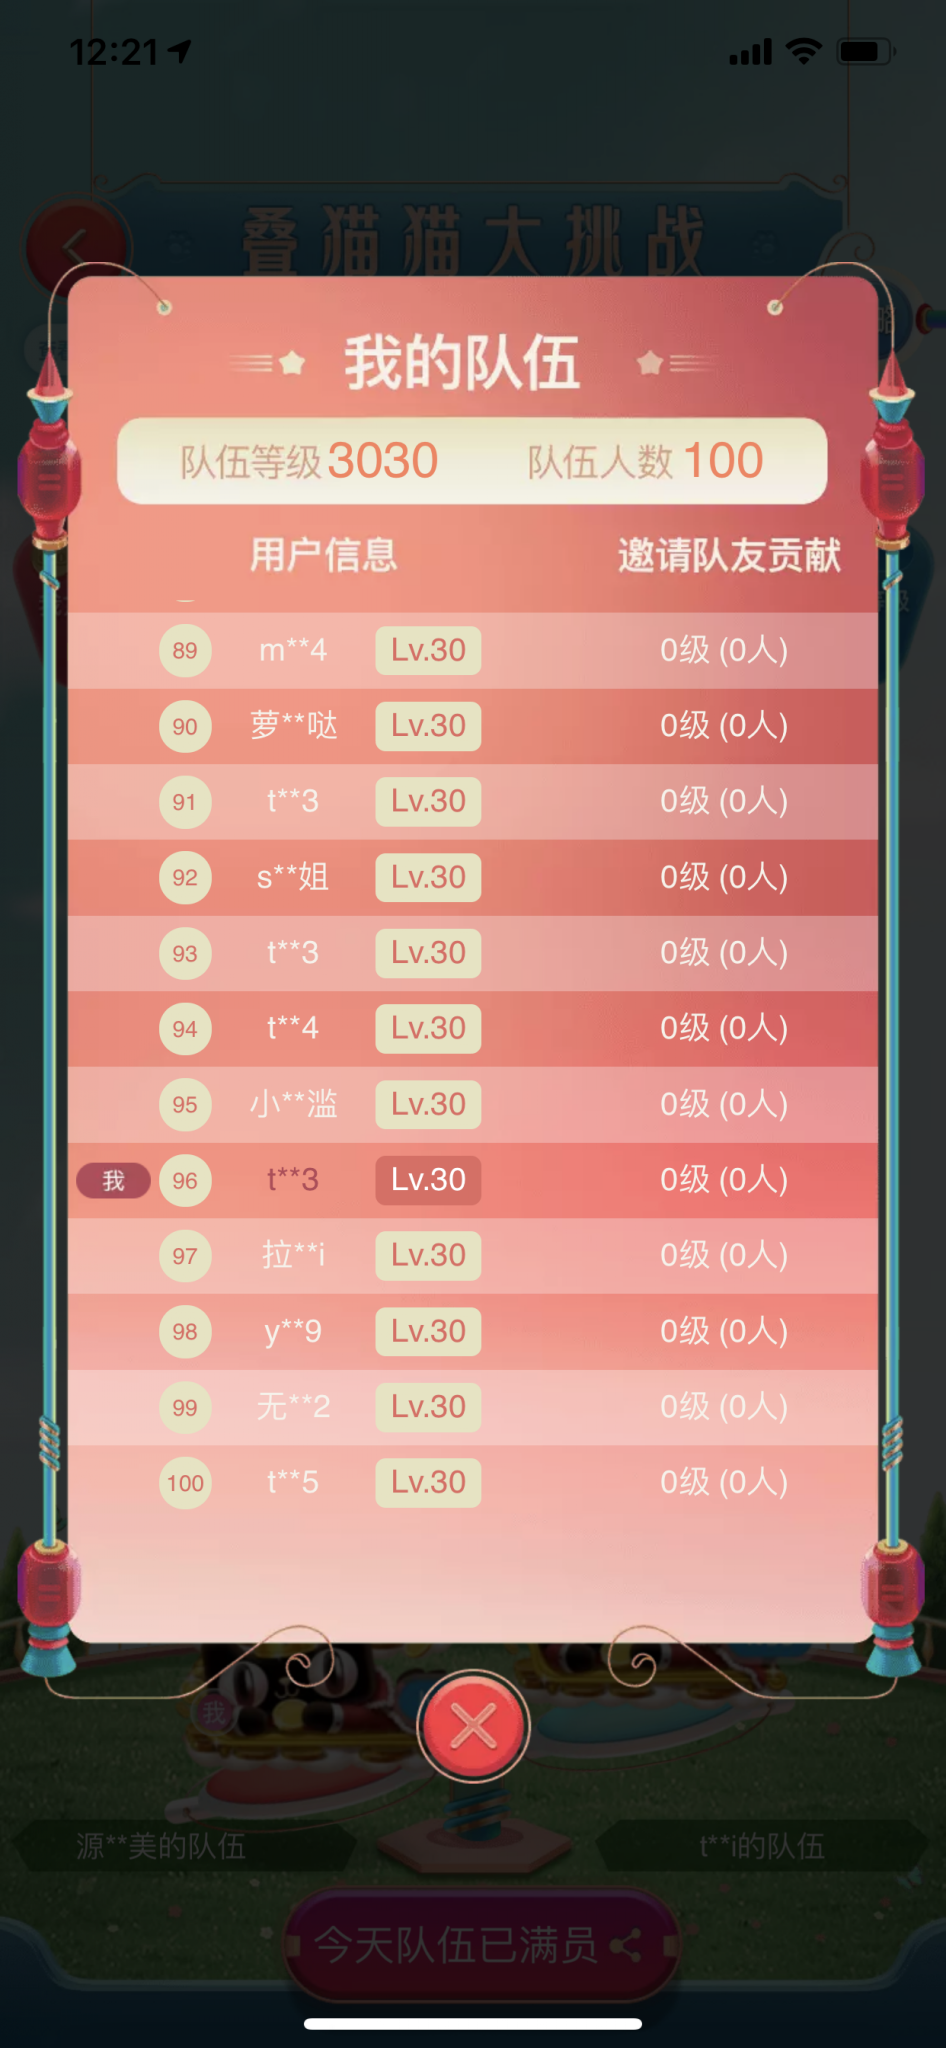 12:21
叠猫猫大挑战
我的队伍
队伍等级 3030 队伍人数 100
用户信息 邀请队友贡献
89 m**4 Lv.30 0级 (0人)
90 萝**哒 Lv.30 0级 (0人)
91 t**3 Lv.30 0级 (0人)
92 s**姐 Lv.30 0级 (0人)
93 t**3 Lv.30 0级 (0人)
94 t**4 Lv.30 0级 (0人)
95 小**滥 Lv.30 0级 (0人)
我 96 t**3 Lv.30 0级 (0人)
97 拉**i Lv.30 0级 (0人)
98 y**9 Lv.30 0级 (0人)
99 无**2 Lv.30 0级 (0人)
100 t**5 Lv.30 0级 (0人)
我
源**美的队伍 t**i的队伍
今天队伍已满员